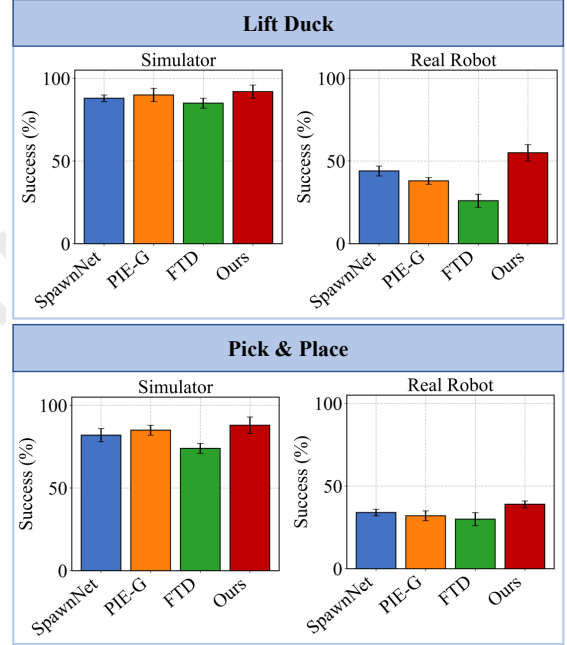 Lift Duck
Simulator
Real Robot
Success (%)
100
50
0
SpawnNet
PIE-G
FTD
Ours
Success (%)
100
50
0
SpawnNet
PIE-G
FTD
Ours
Pick & Place
Simulator
Real Robot
Success (%)
100
50
0
SpawnNet
PIE-G
FTD
Ours
Success (%)
100
50
0
SpawnNet
PIE-G
FTD
Ours